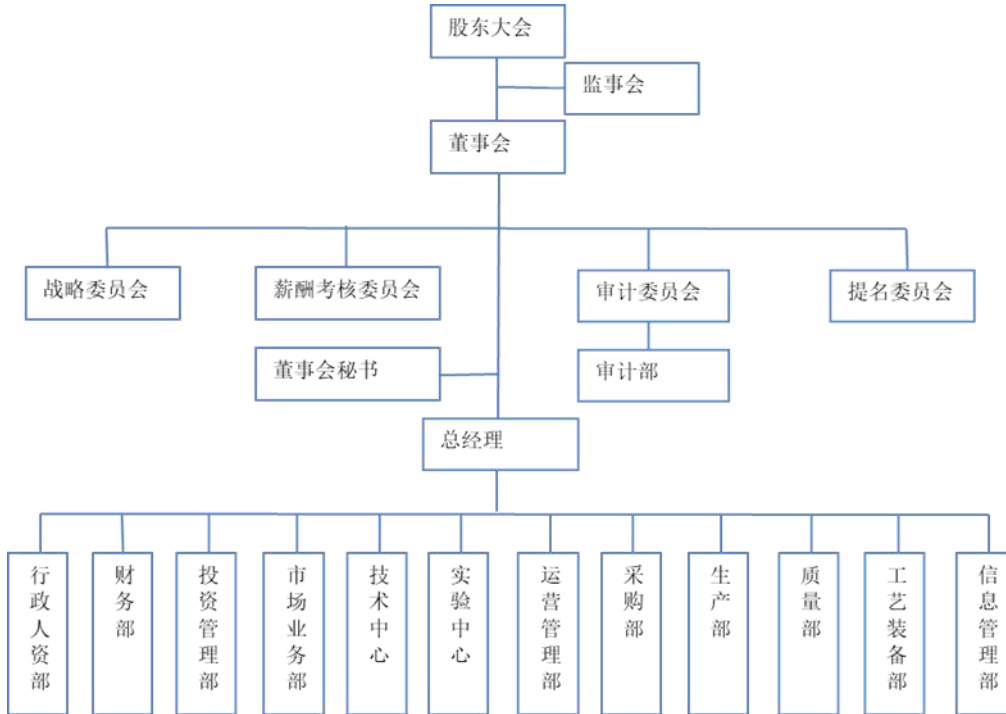 股东大会
监事会
董事会
战略委员会
薪酬考核委员会
审计委员会
提名委员会
董事会秘书
审计部
总经理
行政人资部
财务部
投资管理部
市场业务部
技术中心
实验中心
运营管理部
采购部
生产部
质量部
工艺装备部
信息管理部